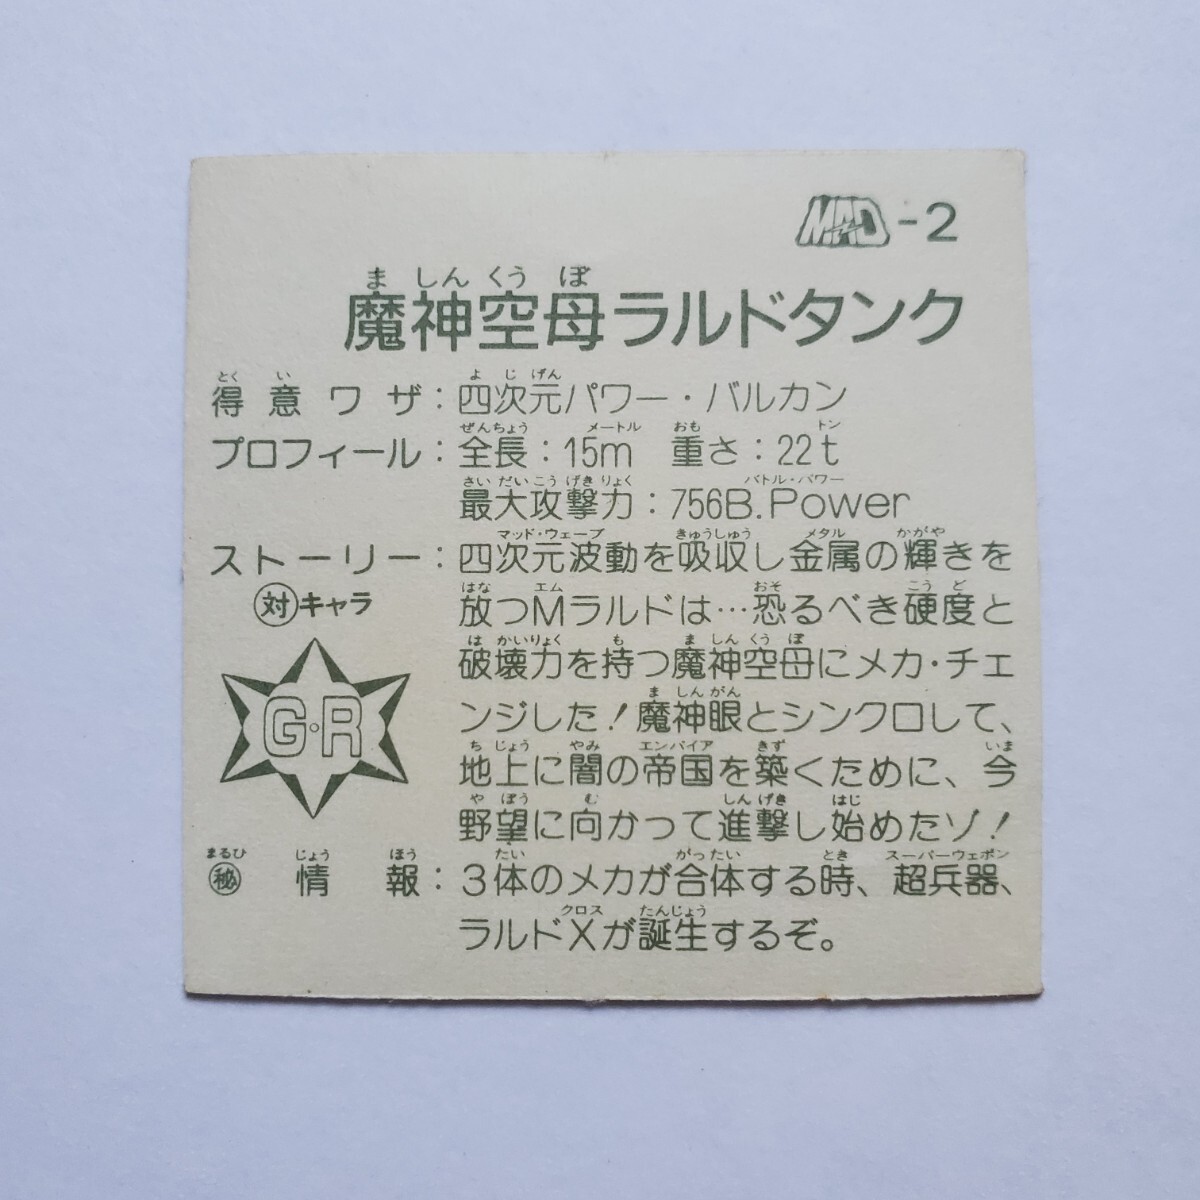 MAD-2
ま しん くう ぼ
魔神空母ラルドタンク
とく い よ じ げん
得意ワザ：四次元パワー・バルカン
ぜんちょう メートル おも トン
プロフィール：全長：15m 重さ：22t
さい だい こう げき りょく バトル・パワー
最大攻撃力：756B.Power
マッド・ウェーブ きゅうしゅう メタル かがや
ストーリー：四次元波動を吸収し金属の輝きを
はな エム おそ こう ど
㊟キャラ 放つMラルドは…恐るべき硬度と
は かいりょく も ま しん くう ぼ
破壊力を持つ魔神空母にメカ・チェ
ま しん がん
ンジした！魔神眼とシンクロして、
G・R
ち じょう やみ エンパイア きず いま
地上に闇の帝国を築くために、今
や ぼう む しん げき はじ
野望に向かって進撃し始めたゾ！
まるひ じょう ほう たい がったい とき スーパーウェポン
㊙情報：3体のメカが合体する時、超兵器、
クロス たんじょう
ラルドXが誕生するぞ。